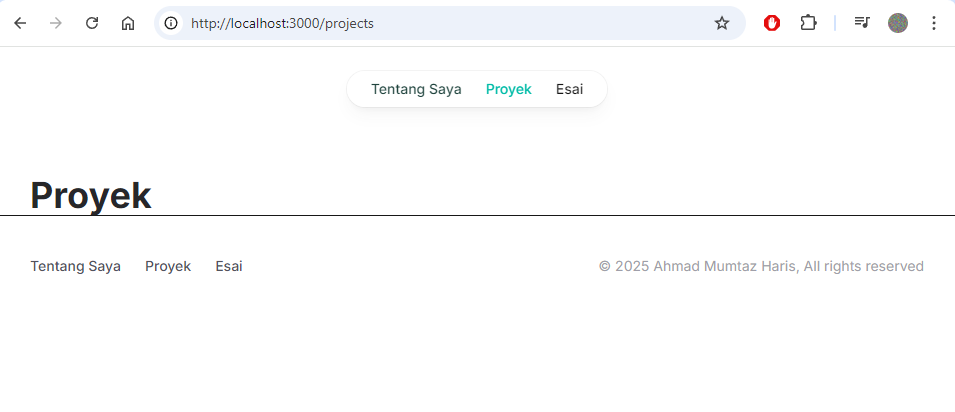 http://localhost:3000/projects
Tentang Saya Proyek Esai
Proyek
Tentang Saya Proyek Esai © 2025 Ahmad Mumtaz Haris, All rights reserved